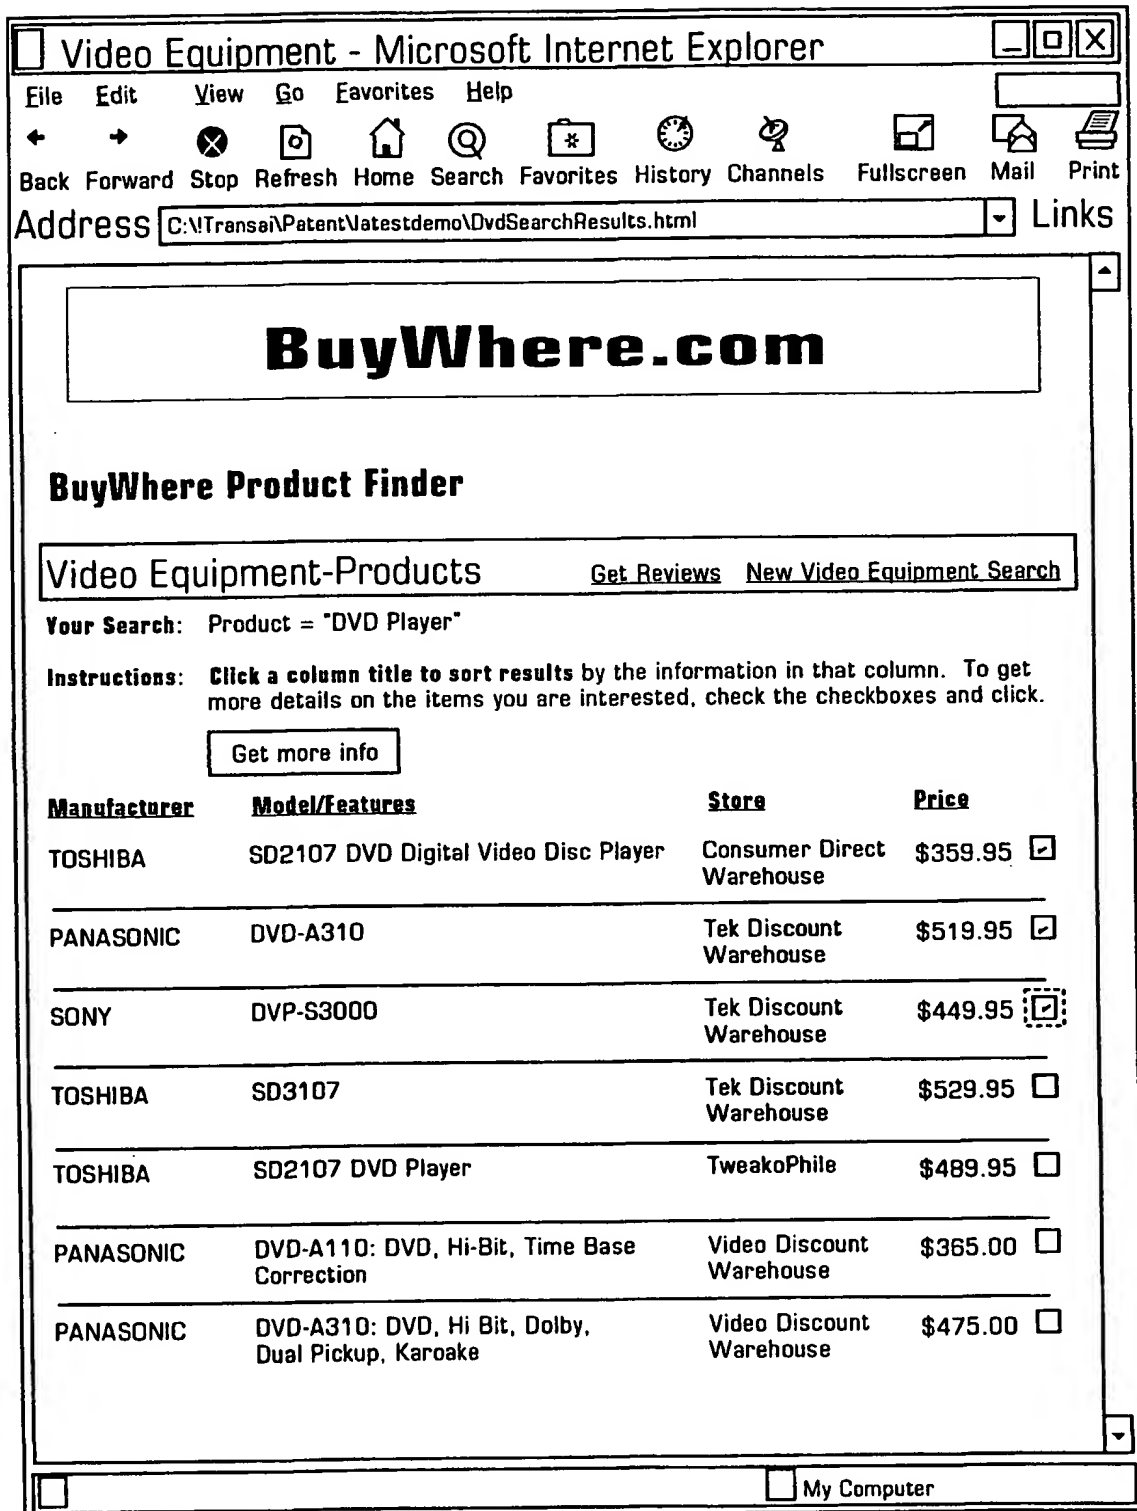 Video Equipment - Microsoft Internet Explorer
File Edit View Go Favorites Help
Back Forward Stop Refresh Home Search Favorites History Channels Fullscreen Mail Print
Address C:\!Transai\Patent\latestdemo\DvdSearchResults.html Links
BuyWhere.com
BuyWhere Product Finder
Video Equipment-Products Get Reviews New Video Equipment Search
Your Search: Product = "DVD Player"
Instructions: Click a column title to sort results by the information in that column. To get
more details on the items you are interested, check the checkboxes and click.
Get more info
Manufacturer Model/Features Store Price
TOSHIBA SD2107 DVD Digital Video Disc Player Consumer Direct $359.95
Warehouse
PANASONIC DVD-A310 Tek Discount $519.95
Warehouse
SONY DVP-S3000 Tek Discount $449.95
Warehouse
TOSHIBA SD3107 Tek Discount $529.95
Warehouse
TOSHIBA SD2107 DVD Player TweakoPhile $489.95
PANASONIC DVD-A110: DVD, Hi-Bit, Time Base Video Discount $365.00
Correction Warehouse
PANASONIC DVD-A310: DVD, Hi Bit, Dolby, Video Discount $475.00
Dual Pickup, Karoake Warehouse
My Computer